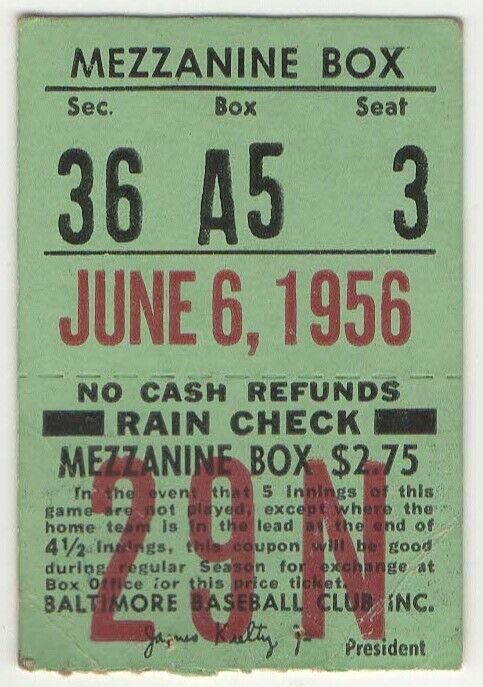 MEZZANINE BOX
Sec. Box Seat
36 A5 3
JUNE 6, 1956
NO CASH REFUNDS
RAIN CHECK
MEZZANINE BOX $2.75
In the event that 5 innings of this
game are not played, except where the
home team is in the lead at the end of
4½ innings, this coupon will be good
during regular Season for exchange at
Box Office for this price ticket.
29N
BALTIMORE BASEBALL CLUB INC.
James Keelty, Jr
President